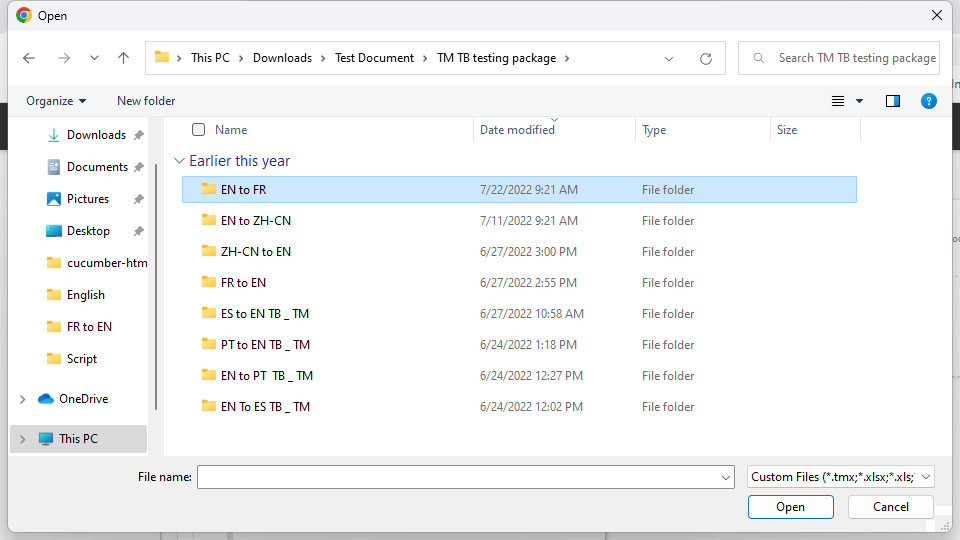 Open
This PC
Downloads
Test Document
TM TB testing package
Search TM TB testing package
Organize
New folder
Name
Date modified
Type
Size
Downloads
Documents
Pictures
Desktop
cucumber-htm
English
FR to EN
Script
OneDrive
This PC
Earlier this year
EN to FR 7/22/2022 9:21 AM File folder
EN to ZH-CN 7/11/2022 9:21 AM File folder
ZH-CN to EN 6/27/2022 3:00 PM File folder
FR to EN 6/27/2022 2:55 PM File folder
ES to EN TB _ TM 6/27/2022 10:58 AM File folder
PT to EN TB _ TM 6/24/2022 1:18 PM File folder
EN to PT  TB _ TM 6/24/2022 12:27 PM File folder
EN To ES TB _ TM 6/24/2022 12:02 PM File folder
File name:
Custom Files (*.tmx;*.xlsx;*.xls;
Open
Cancel